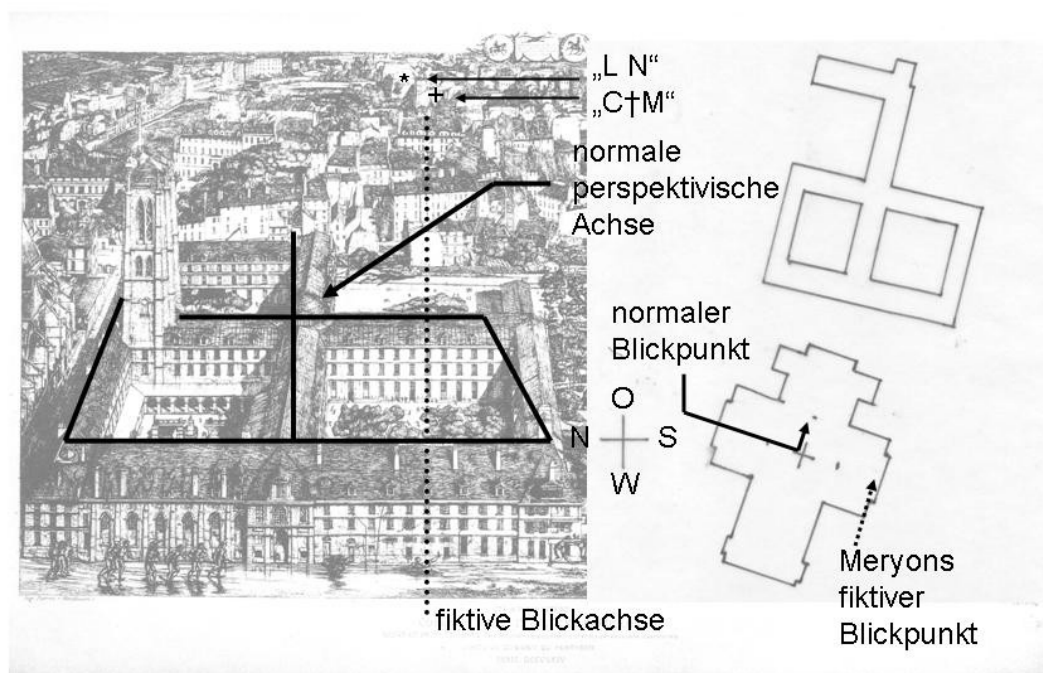 „L N“
„C†M“
normale
perspektivische
Achse
normaler
Blickpunkt
O
N
S
W
Meryons
fiktiver
Blickpunkt
fiktive Blickachse